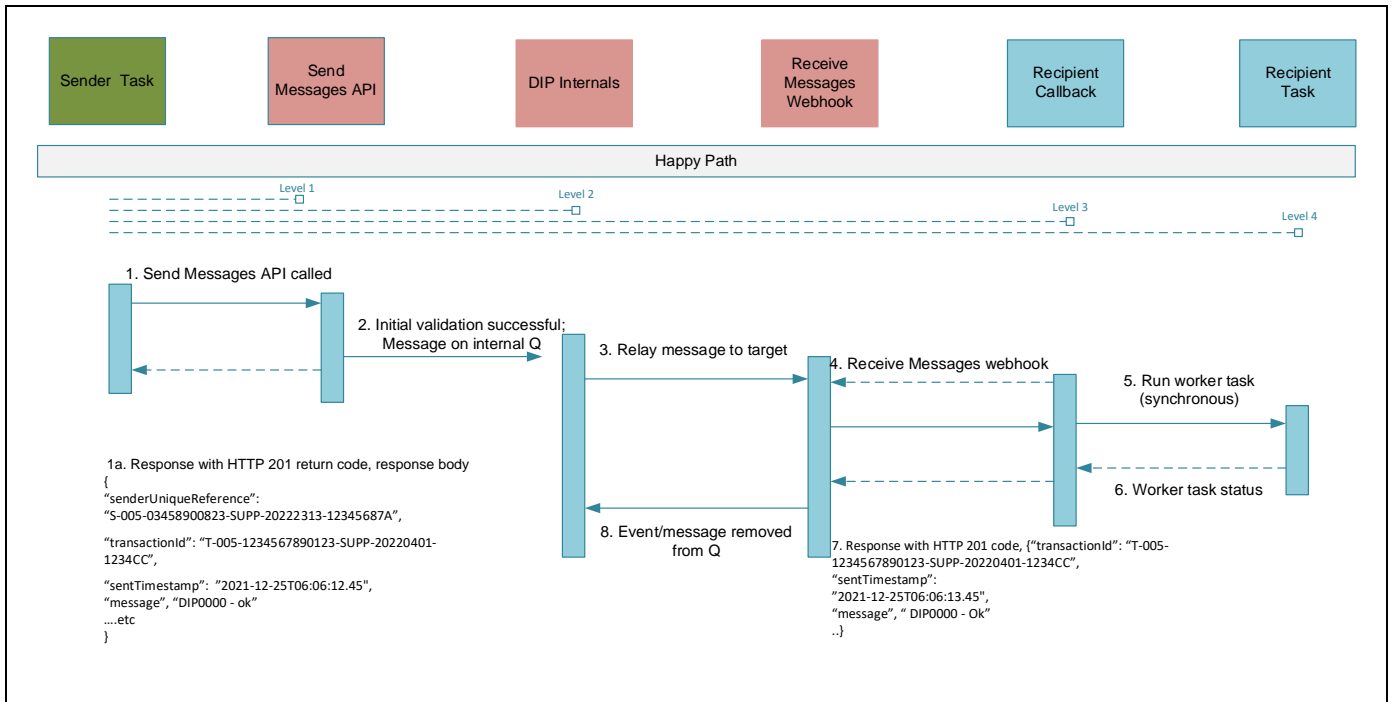 Sender Task
Send
Messages API
DIP Internals
Receive
Messages
Webhook
Recipient
Callback
Recipient
Task
Happy Path
Level 1
Level 2
Level 3
Level 4
1. Send Messages API called
2. Initial validation successful;
Message on internal Q
3. Relay message to target
4. Receive Messages webhook
5. Run worker task
(synchronous)
6. Worker task status
8. Event/message removed
from Q
1a. Response with HTTP 201 return code, response body
{
“senderUniqueReference”:
“S-005-03458900823-SUPP-20222313-12345687A”,
“transactionId”: “T-005-1234567890123-SUPP-20220401-
1234CC”,
“sentTimestamp”: ”2021-12-25T06:06:12.45",
“message”, “DIP0000 - ok”
….etc
}
7. Response with HTTP 201 code, {“transactionId”: “T-005-
1234567890123-SUPP-20220401-1234CC”,
“sentTimestamp”:
”2021-12-25T06:06:13.45",
“message”, “ DIP0000 - Ok”
..}